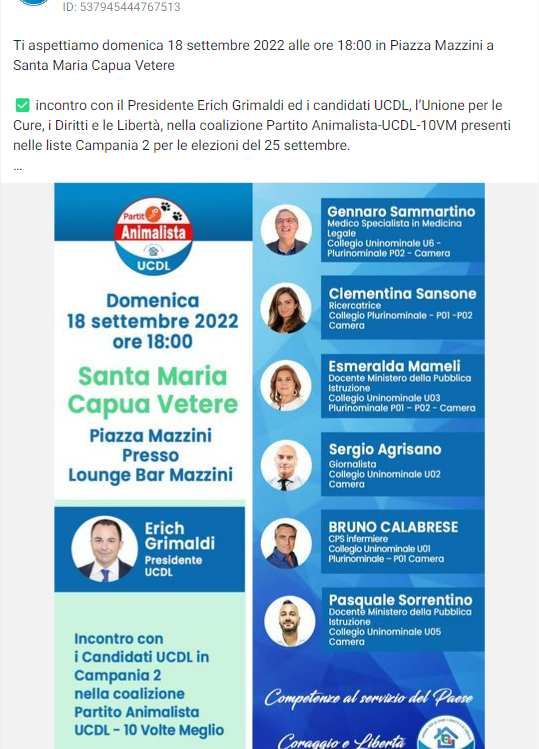 ID: 537945444767513
Ti aspettiamo domenica 18 settembre 2022 alle ore 18:00 in Piazza Mazzini a
Santa Maria Capua Vetere
✅ incontro con il Presidente Erich Grimaldi ed i candidati UCDL, l'Unione per le
Cure, i Diritti e le Libertà, nella coalizione Partito Animalista-UCDL-10VM presenti
nelle liste Campania 2 per le elezioni del 25 settembre.
...
Partit
Animalista
UCDL
Domenica
18 settembre 2022
ore 18:00
Santa Maria
Capua Vetere
Piazza Mazzini
Presso
Lounge Bar Mazzini
Erich
Grimaldi
Presidente
UCDL
Incontro con
i Candidati UCDL in
Campania 2
nella coalizione
Partito Animalista
UCDL - 10 Volte Meglio
Gennaro Sammartino
Medico Specialista in Medicina
Legale
Collegio Uninominale U6 -
Plurinominale P02 - Camera
Clementina Sansone
Ricercatrice
Collegio Plurinominale - P01 -P02
Camera
Esmeralda Mameli
Docente Ministero della Pubblica
Istruzione
Collegio Uninominale U03
Plurinominale P01 – P02 - Camera
Sergio Agrisano
Giornalista
Collegio Uninominale U02
Camera
BRUNO CALABRESE
CPS infermiere
Collegio Uninominale U01
Plurinominale – P01 Camera
Pasquale Sorrentino
Docente Ministero della Pubblica
Istruzione
Collegio Uninominale U05
Camera
Competenze al servizio del Paese
Coraggio e Libertà